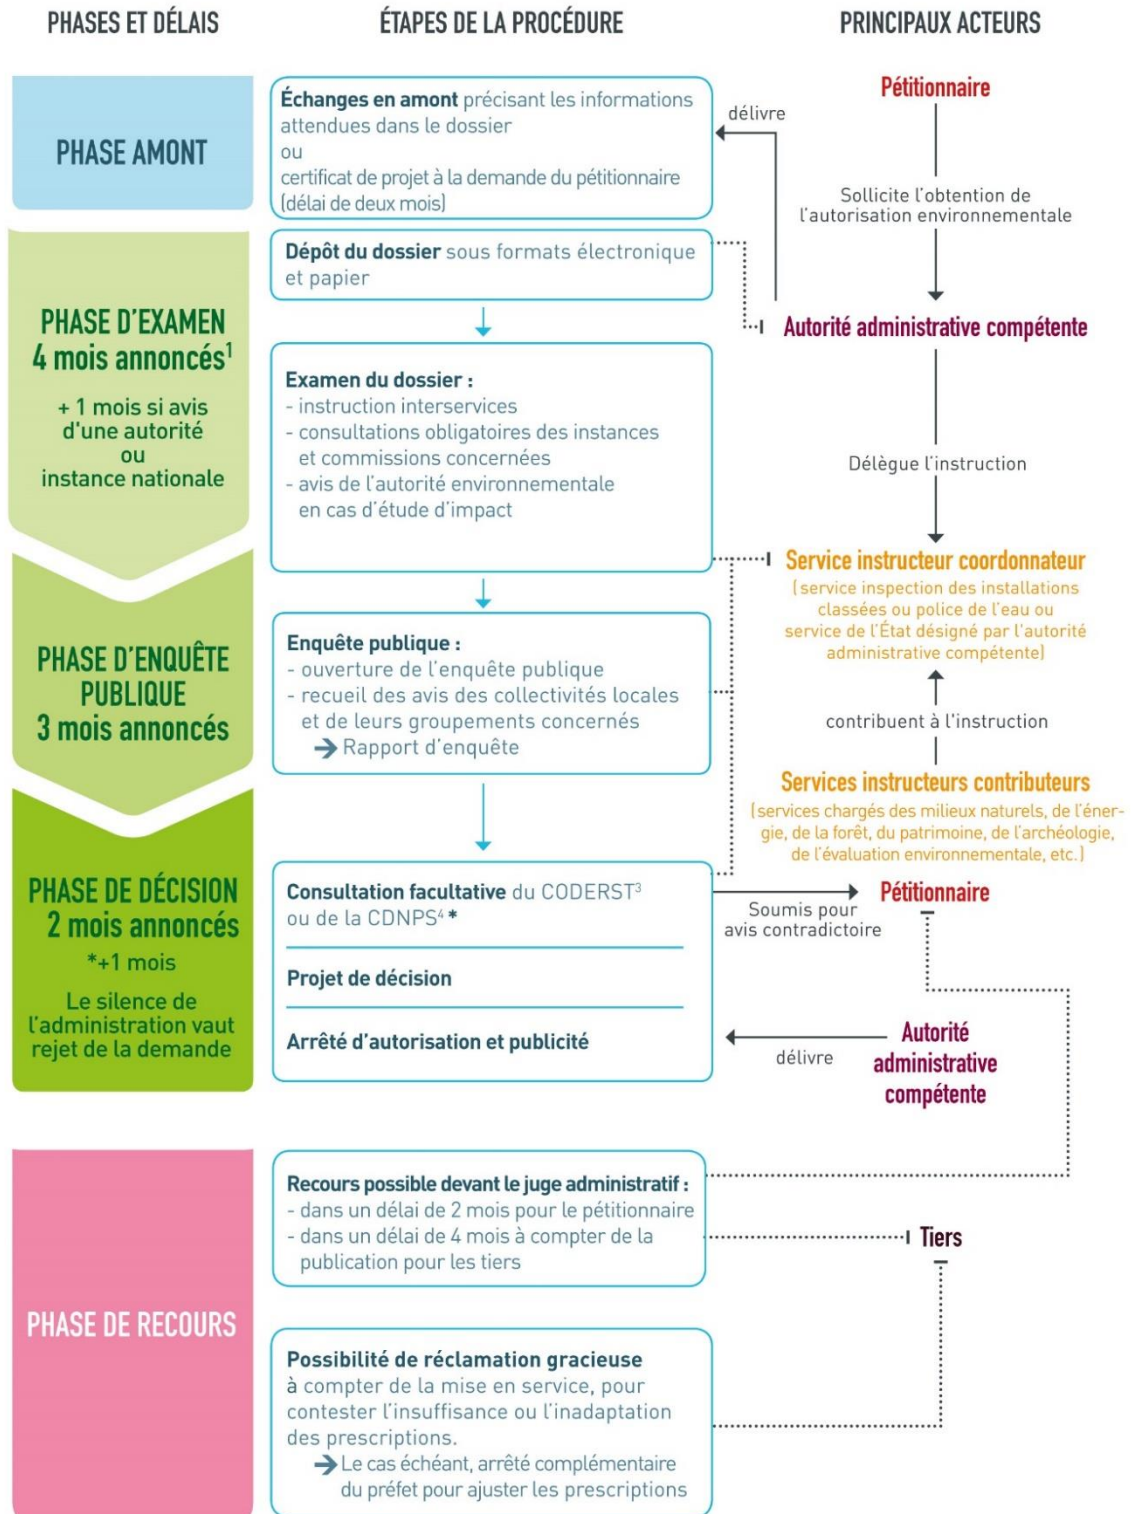 PHASES ET DÉLAIS
ÉTAPES DE LA PROCÉDURE
PRINCIPAUX ACTEURS
PHASE AMONT
Échanges en amont précisant les informations
attendues dans le dossier
ou
certificat de projet à la demande du pétitionnaire
(délai de deux mois)
délivre
Pétitionnaire
Sollicite l'obtention de
l'autorisation environnementale
PHASE D'EXAMEN
4 mois annoncés¹
+ 1 mois si avis
d'une autorité
ou
instance nationale
Dépôt du dossier sous formats électronique
et papier
Autorité administrative compétente
Examen du dossier :
- instruction interservices
- consultations obligatoires des instances
et commissions concernées
- avis de l'autorité environnementale
en cas d'étude d'impact
Délègue l'instruction
Service instructeur coordonnateur
(service inspection des installations
classées ou police de l'eau ou
service de l'État désigné par l'autorité
administrative compétente)
PHASE D'ENQUÊTE
PUBLIQUE
3 mois annoncés
Enquête publique :
- ouverture de l'enquête publique
- recueil des avis des collectivités locales
et de leurs groupements concernés
→ Rapport d'enquête
contribuent à l'instruction
Services instructeurs contributeurs
(services chargés des milieux naturels, de l'éner-
gie, de la forêt, du patrimoine, de l'archéologie,
de l'évaluation environnementale, etc.)
PHASE DE DÉCISION
2 mois annoncés
*+1 mois
Le silence de
l'administration vaut
rejet de la demande
Consultation facultative du CODERST³
ou de la CDNPS⁴ *
Projet de décision
Arrêté d'autorisation et publicité
Soumis pour
avis contradictoire
Pétitionnaire
délivre
Autorité
administrative
compétente
PHASE DE RECOURS
Recours possible devant le juge administratif :
- dans un délai de 2 mois pour le pétitionnaire
- dans un délai de 4 mois à compter de la
publication pour les tiers
Tiers
Possibilité de réclamation gracieuse
à compter de la mise en service, pour
contester l'insuffisance ou l'inadaptation
des prescriptions.
→ Le cas échéant, arrêté complémentaire
du préfet pour ajuster les prescriptions